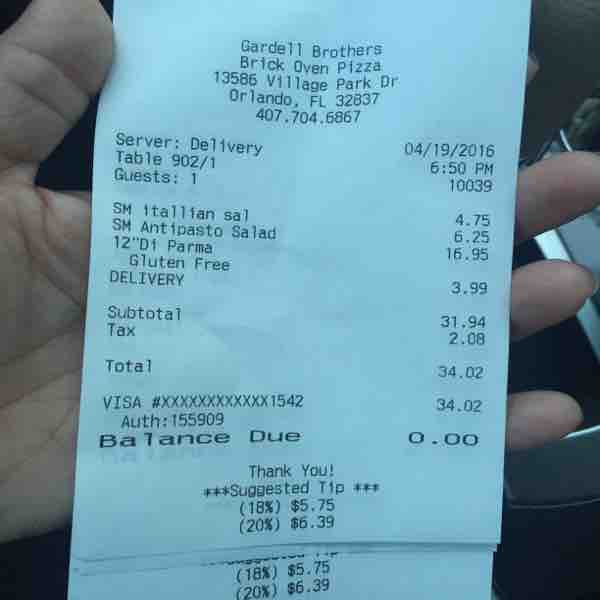 Gardell Brothers
Brick Oven Pizza
13586 Village Park Dr
Orlando, FL 32837
407.704.6867
Server: Delivery 04/19/2016
Table 902/1 6:50 PM
Guests: 1 10039
SM itallian sal 4.75
SM Antipasto Salad 6.25
12"Di Parma 16.95
Gluten Free
DELIVERY 3.99
Subtotal 31.94
Tax 2.08
Total 34.02
VISA #XXXXXXXXXXXX1542 34.02
Auth:155909
Balance Due 0.00
Thank You!
***Suggested Tip ***
(18%) $5.75
(20%) $6.39
(18%) $5.75
(20%) $6.39